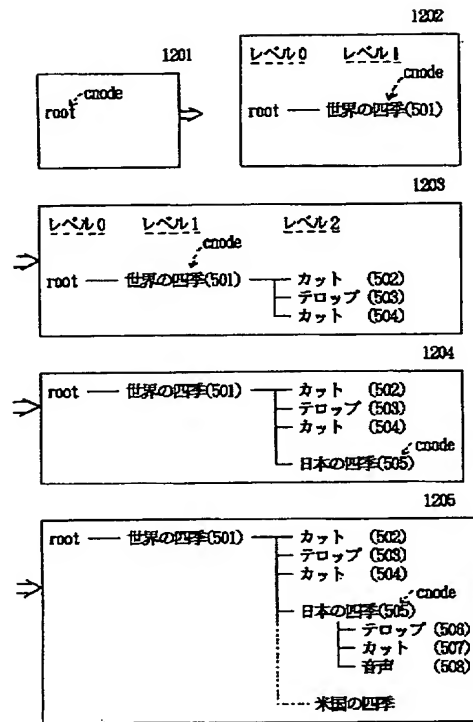 1201
cnode
root
1202
レベル0 レベル1
cnode
root 世界の四季(501)
1203
レベル0 レベル1 レベル2
cnode
root 世界の四季(501) カット (502)
テロップ (503)
カット (504)
1204
root 世界の四季(501) カット (502)
テロップ (503)
カット (504)
cnode
日本の四季(505)
1205
root 世界の四季(501) カット (502)
テロップ (503)
カット (504)
cnode
日本の四季(505)
テロップ (506)
カット (507)
音声 (508)
米国の四季